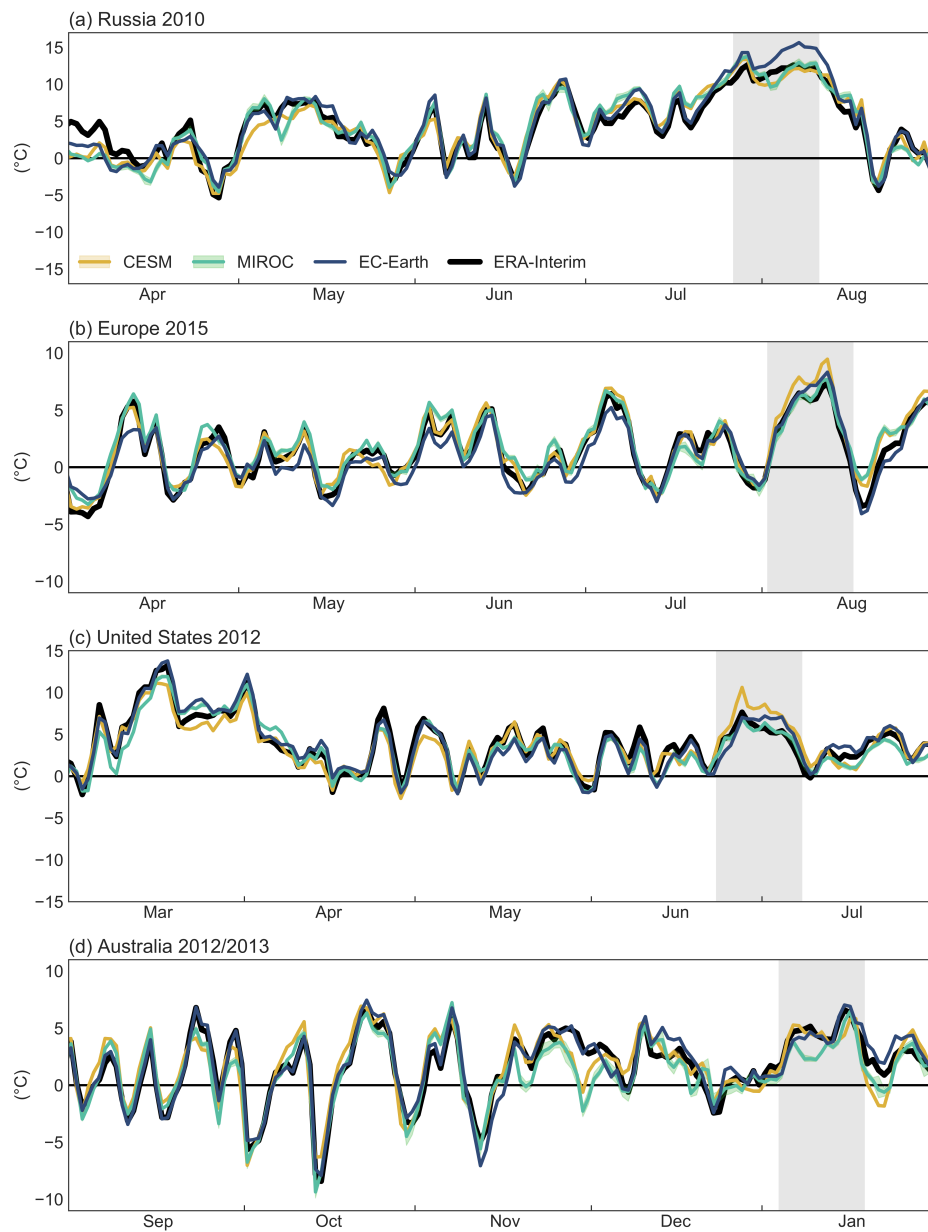 (a) Russia 2010
15
10
5
0
−5
−10
−15
(°C)
CESM MIROC EC-Earth ERA-Interim
Apr May Jun Jul Aug
(b) Europe 2015
10
5
0
−5
−10
(°C)
Apr May Jun Jul Aug
(c) United States 2012
15
10
5
0
−5
−10
−15
(°C)
Mar Apr May Jun Jul
(d) Australia 2012/2013
10
5
0
−5
−10
(°C)
Sep Oct Nov Dec Jan